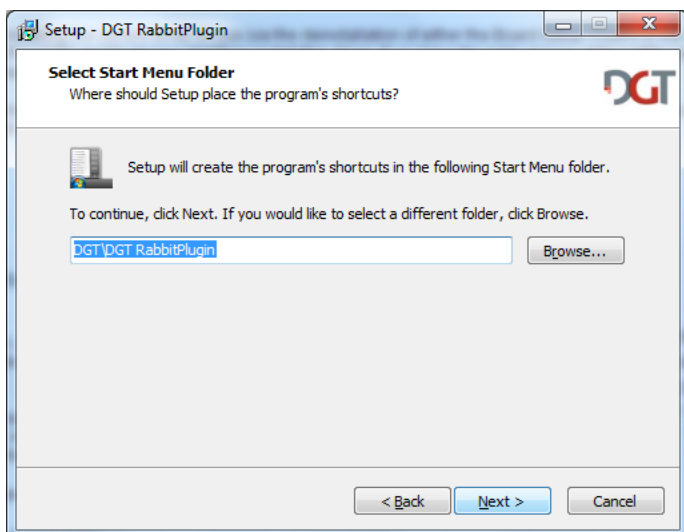 Setup - DGT RabbitPlugin
Select Start Menu Folder
Where should Setup place the program's shortcuts?
DGT
Setup will create the program's shortcuts in the following Start Menu folder.
To continue, click Next. If you would like to select a different folder, click Browse.
DGT\DGT RabbitPlugin
Browse...
< Back
Next >
Cancel